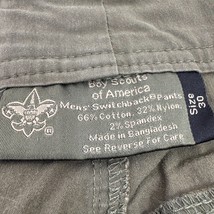 Boy Scouts
of America
Mens' Switchback® Pants
66% Cotton, 32% Nylon,
2% Spandex
Made in Bangladesh
See Reverse For Care
Size
30